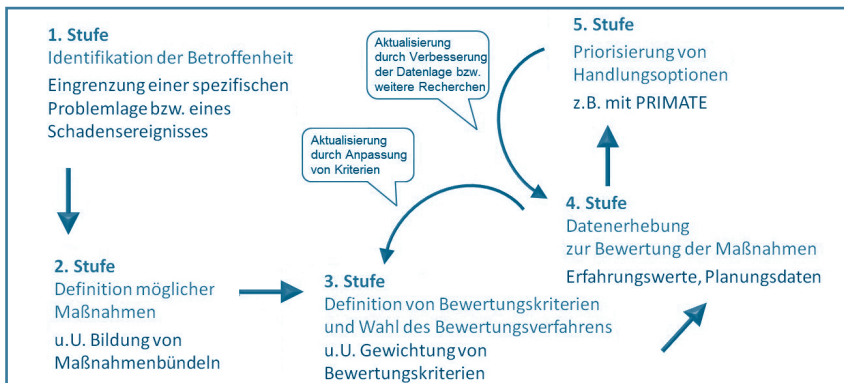 1. Stufe
Identifikation der Betroffenheit
Eingrenzung einer spezifischen
Problemlage bzw. eines
Schadensereignisses
2. Stufe
Definition möglicher
Maßnahmen
u.U. Bildung von
Maßnahmenbündeln
3. Stufe
Definition von Bewertungskriterien
und Wahl des Bewertungsverfahrens
u.U. Gewichtung von
Bewertungskriterien
Aktualisierung
durch Anpassung
von Kriterien
4. Stufe
Datenerhebung
zur Bewertung der Maßnahmen
Erfahrungswerte, Planungsdaten
Aktualisierung
durch Verbesserung
der Datenlage bzw.
weitere Recherchen
5. Stufe
Priorisierung von
Handlungsoptionen
z.B. mit PRIMATE